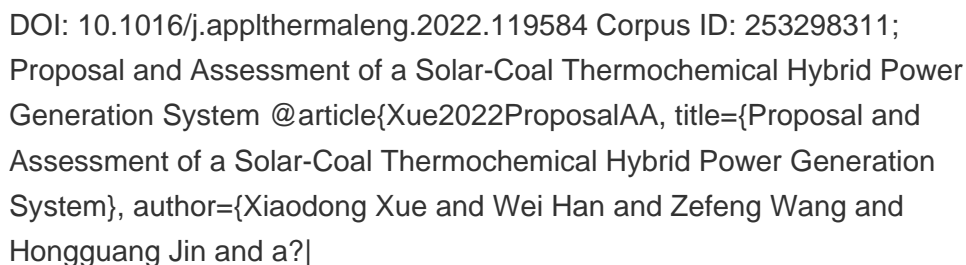 DOI: 10.1016/j.applthermaleng.2022.119584 Corpus ID: 253298311;
Proposal and Assessment of a Solar-Coal Thermochemical Hybrid Power
Generation System @article{Xue2022ProposalAA, title={Proposal and
Assessment of a Solar-Coal Thermochemical Hybrid Power Generation
System}, author={Xiaodong Xue and Wei Han and Zefeng Wang and
Hongguang Jin and a?|